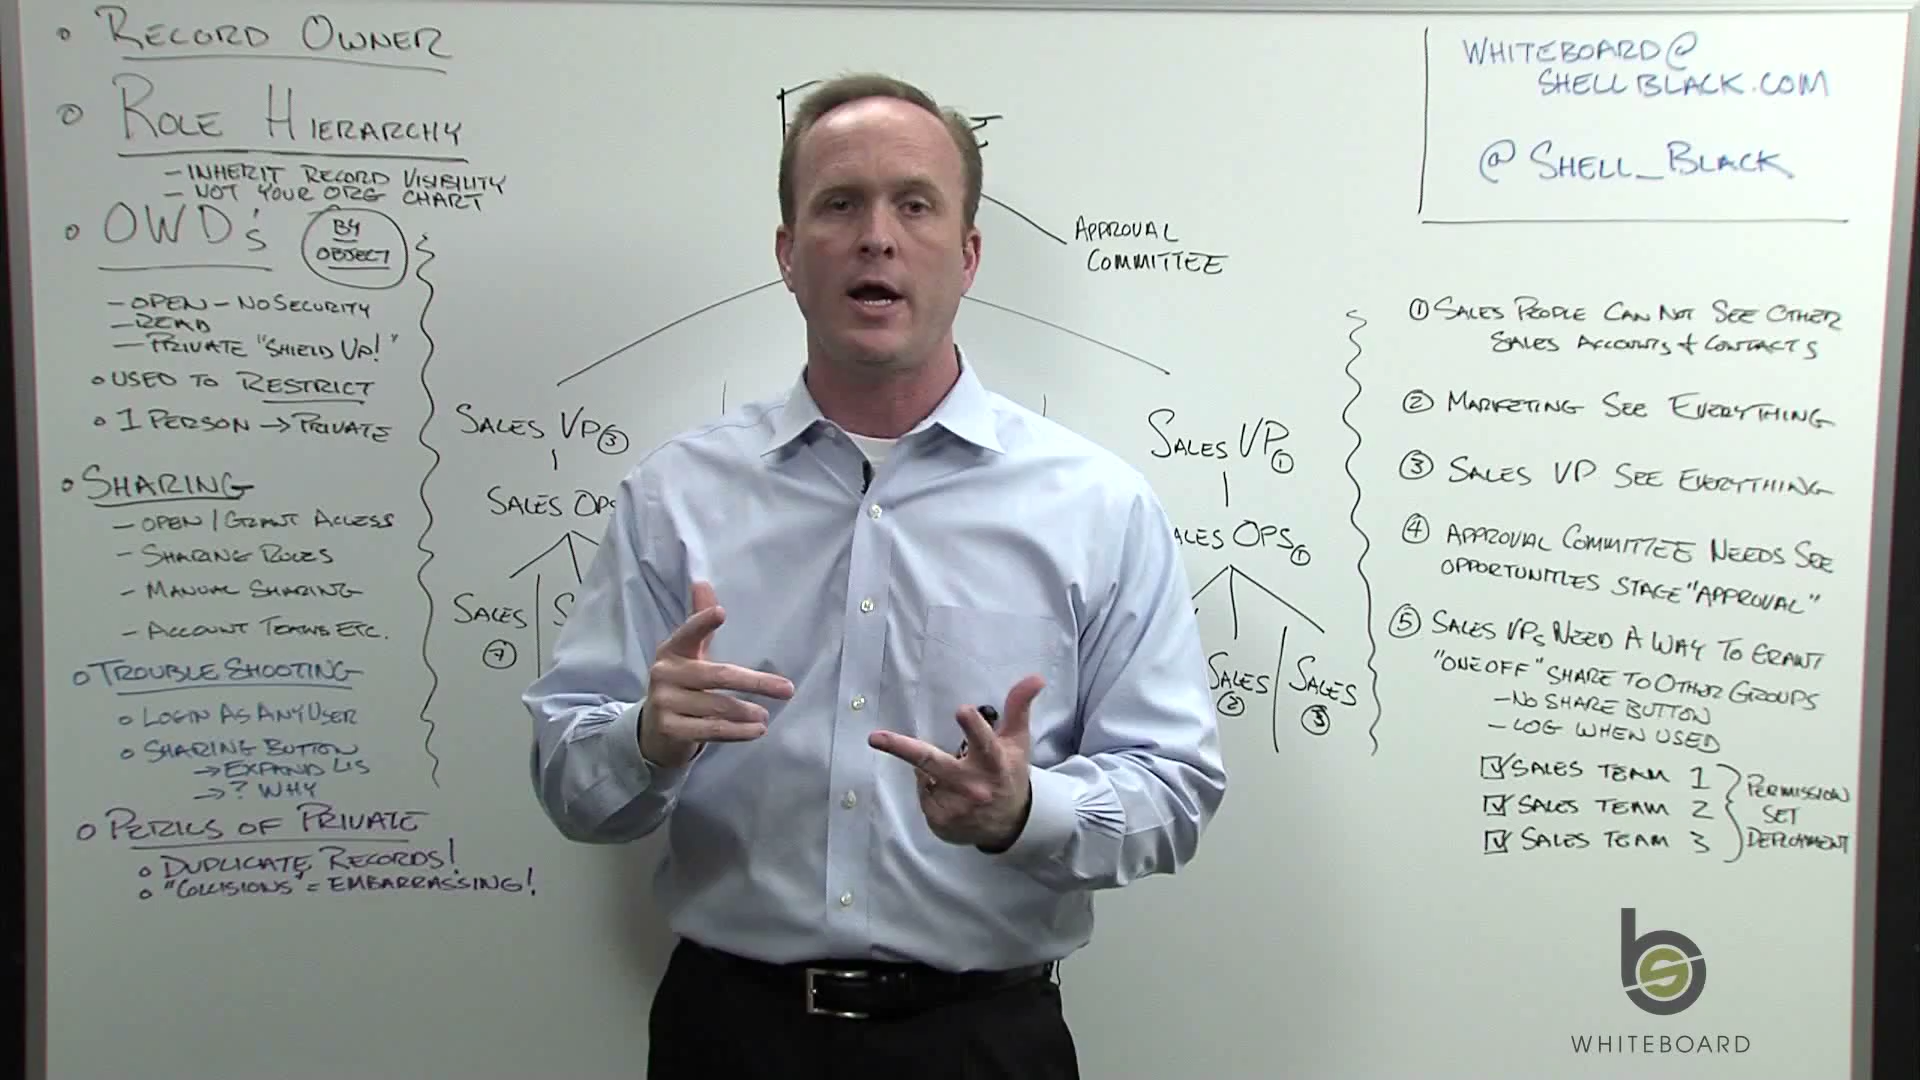 • RECORD OWNER
• ROLE HIERARCHY
- INHERIT RECORD VISIBILITY
- NOT YOUR ORG CHART
• OWD's
BY
OBJECT
- OPEN - NO SECURITY
- READ
- PRIVATE "SHIELD UP!"
• USED TO RESTRICT
• 1 PERSON → PRIVATE
• SHARING
- OPEN / GRANT ACCESS
- SHARING RULES
- MANUAL SHARING
- ACCOUNT TEAMS ETC.
• TROUBLE SHOOTING
• LOGIN AS ANY USER
• SHARING BUTTON
→ EXPAND LIS
→ ? WHY
• PERILS OF PRIVATE
• DUPLICATE RECORDS!
• "COLLISIONS" = EMBARRASSING!
APPROVAL
COMMITTEE
SALES VP ③
SALES OPS
SALES
SALES VP ①
SALES OPS ①
SALES
②
SALES
③
WHITEBOARD@
SHELLBLACK.COM
@SHELL_BLACK
① SALES PEOPLE CAN NOT SEE OTHER
SALES ACCOUNTS + CONTACTS
② MARKETING SEE EVERYTHING
③ SALES VP SEE EVERYTHING
④ APPROVAL COMMITTEE NEEDS SEE
OPPORTUNITIES STAGE "APPROVAL"
⑤ SALES VPs NEED A WAY TO GRANT
"ONE OFF" SHARE TO OTHER GROUPS
- NO SHARE BUTTON
- LOG WHEN USED
☑ SALES TEAM 1
☑ SALES TEAM 2
☑ SALES TEAM 3
PERMISSION
SET
DEPLOYMENT
bs
WHITEBOARD